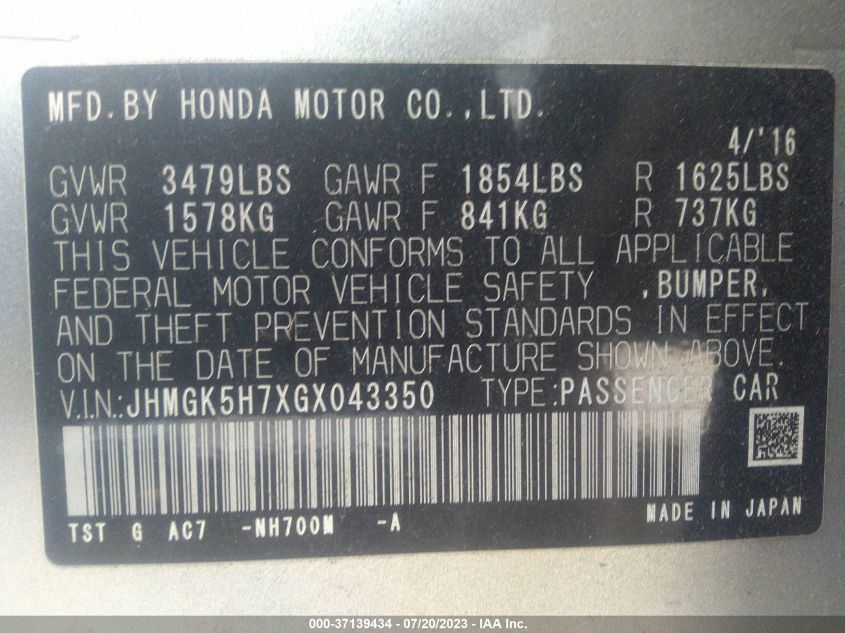 MFD.BY HONDA MOTOR CO.,LTD.
4/'16
GVWR 3479LBS GAWR F 1854LBS R 1625LBS
GVWR 1578KG GAWR F 841KG R 737KG
THIS VEHICLE CONFORMS TO ALL APPLICABLE
FEDERAL MOTOR VEHICLE SAFETY ,BUMPER,
AND THEFT PREVENTION STANDARDS IN EFFECT
ON THE DATE OF MANUFACTURE SHOWN ABOVE.
V.I.N.:JHMGK5H7XGX043350 TYPE:PASSENGER CAR
TST G AC7 -NH700M -A MADE IN JAPAN
000-37139434 - 07/20/2023 - IAA Inc.